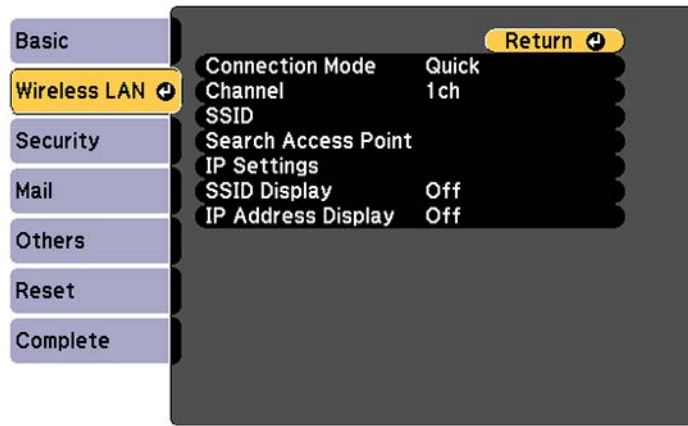 Basic
Wireless LAN
Security
Mail
Others
Reset
Complete
Return
Connection Mode Quick
Channel 1ch
SSID
Search Access Point
IP Settings
SSID Display Off
IP Address Display Off